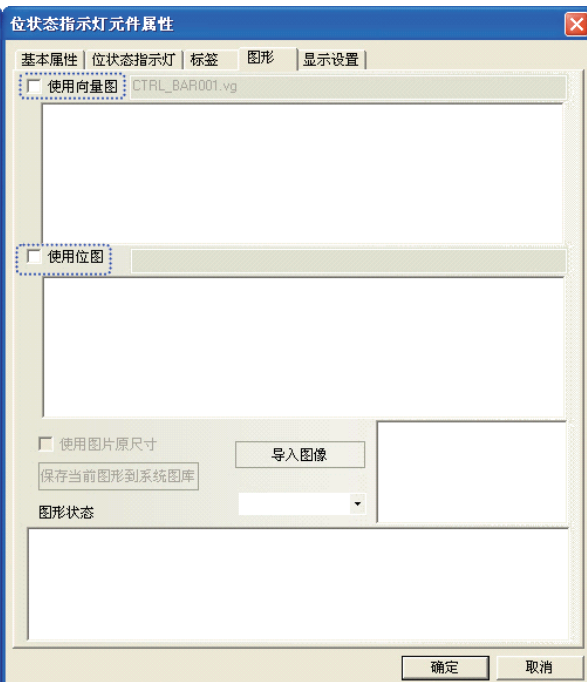 位状态指示灯元件属性
基本属性 位状态指示灯 标签 图形 显示设置
使用向量图 CTRL_BAR001.vg
使用位图
使用图片原尺寸
导入图像
保存当前图形到系统图库
图形状态
确定 取消